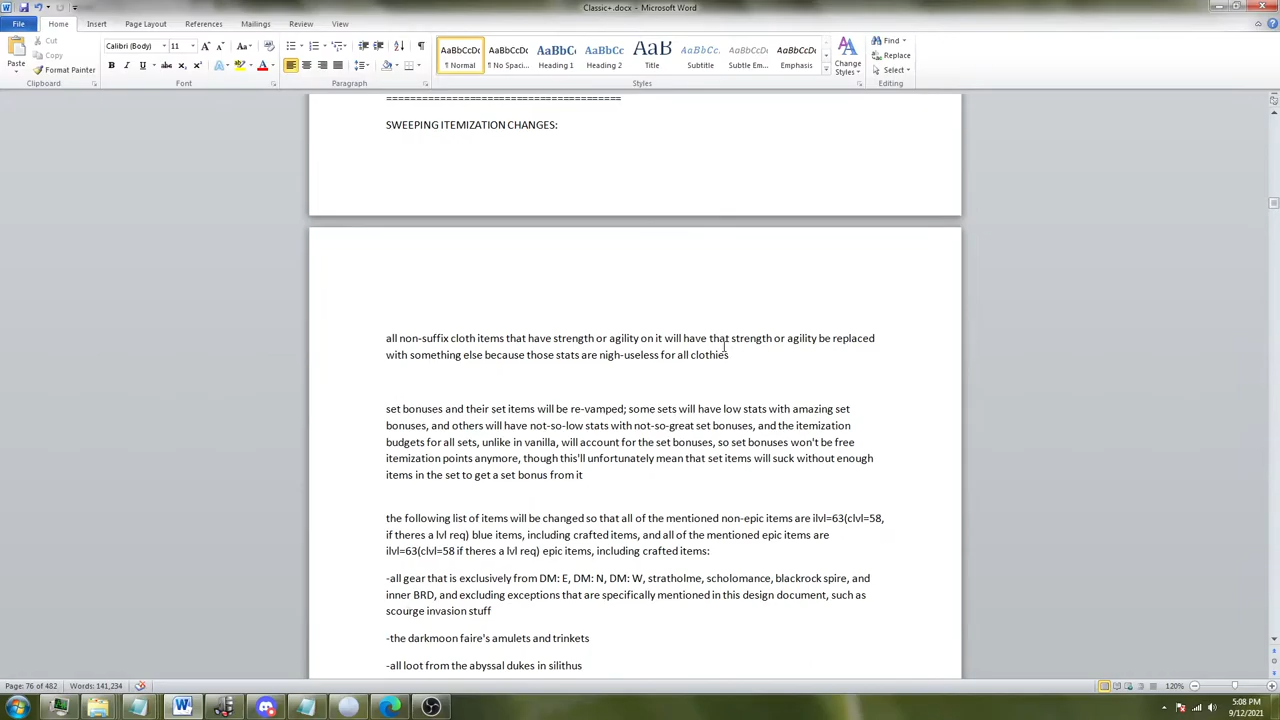 Classic+.docx - Microsoft Word
File Home Insert Page Layout References Mailings Review View
Cut
Copy
Format Painter
Paste
Clipboard
Calibri (Body) 11
Font
Paragraph
AaBbCcDc AaBbCcDc AaBbC AaBbCc AaB AaBbCcI AaBbCcDc AaBbCcDc
¶ Normal ¶ No Spaci... Heading 1 Heading 2 Title Subtitle Subtle Em... Emphasis
Styles
Change Styles
Find
Replace
Select
Editing
=======================================
SWEEPING ITEMIZATION CHANGES:
all non-suffix cloth items that have strength or agility on it will have that strength or agility be replaced
with something else because those stats are nigh-useless for all clothies
set bonuses and their set items will be re-vamped; some sets will have low stats with amazing set
bonuses, and others will have not-so-low stats with not-so-great set bonuses, and the itemization
budgets for all sets, unlike in vanilla, will account for the set bonuses, so set bonuses won't be free
itemization points anymore, though this'll unfortunately mean that set items will suck without enough
items in the set to get a set bonus from it
the following list of items will be changed so that all of the mentioned non-epic items are ilvl=63(clvl=58,
if theres a lvl req) blue items, including crafted items, and all of the mentioned epic items are
ilvl=63(clvl=58 if theres a lvl req) epic items, including crafted items:
-all gear that is exclusively from DM: E, DM: N, DM: W, stratholme, scholomance, blackrock spire, and
inner BRD, and excluding exceptions that are specifically mentioned in this design document, such as
scourge invasion stuff
-the darkmoon faire's amulets and trinkets
-all loot from the abyssal dukes in silithus
Page: 76 of 482 Words: 141,234
120%
5:08 PM
9/12/2021